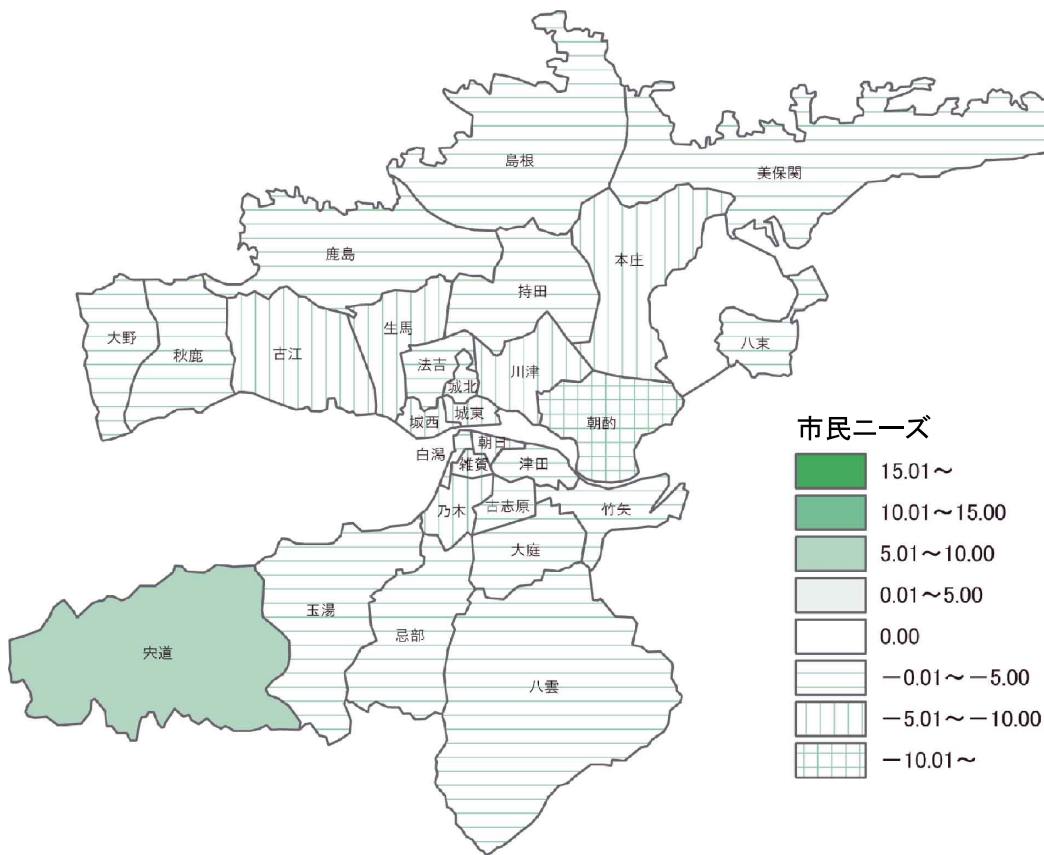 島根
美保関
鹿島
本庄
持田
生馬
大野
秋鹿
古江
八束
法吉
川津
城北
城西
城東
朝酌
朝日
白潟
雑賀
津田
乃木
古志原
竹矢
大庭
玉湯
忌部
宍道
八雲
市民ニーズ
15.01～
10.01～15.00
5.01～10.00
0.01～5.00
0.00
－0.01～－5.00
－5.01～－10.00
－10.01～